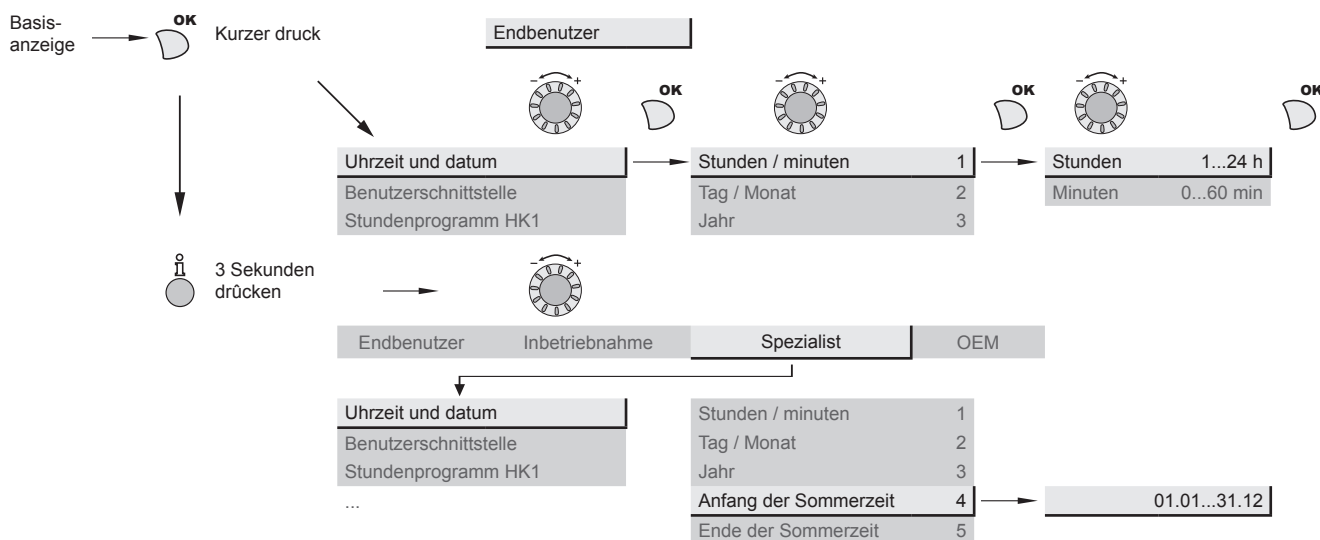 Basis-
anzeige
OK
Kurzer druck
Endbenutzer
- +
OK
- +
OK
- +
OK
Uhrzeit und datum
Stunden / minuten 1
Stunden 1...24 h
Benutzerschnittstelle
Tag / Monat 2
Minuten 0...60 min
Stundenprogramm HK1
Jahr 3
i
3 Sekunden
drûcken
- +
Endbenutzer Inbetriebnahme Spezialist OEM
Uhrzeit und datum
Stunden / minuten 1
Benutzerschnittstelle
Tag / Monat 2
Stundenprogramm HK1
Jahr 3
...
Anfang der Sommerzeit 4
01.01...31.12
Ende der Sommerzeit 5